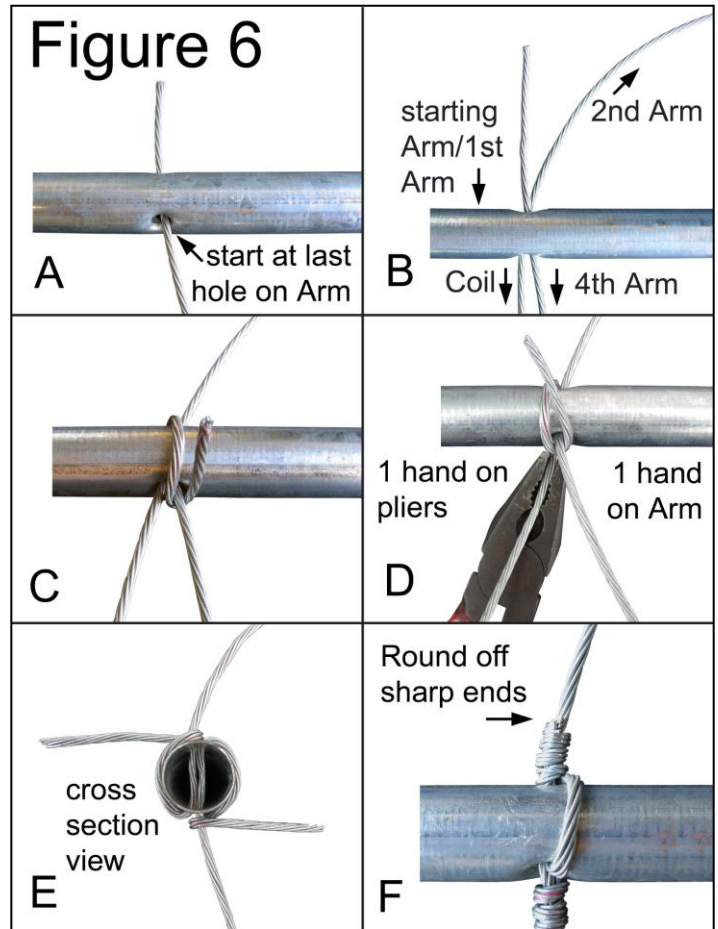 Figure 6
start at last
hole on Arm
A
starting
Arm/1st
Arm
2nd Arm
Coil
4th Arm
B
C
1 hand on
pliers
1 hand
on Arm
D
cross
section
view
E
Round off
sharp ends
F